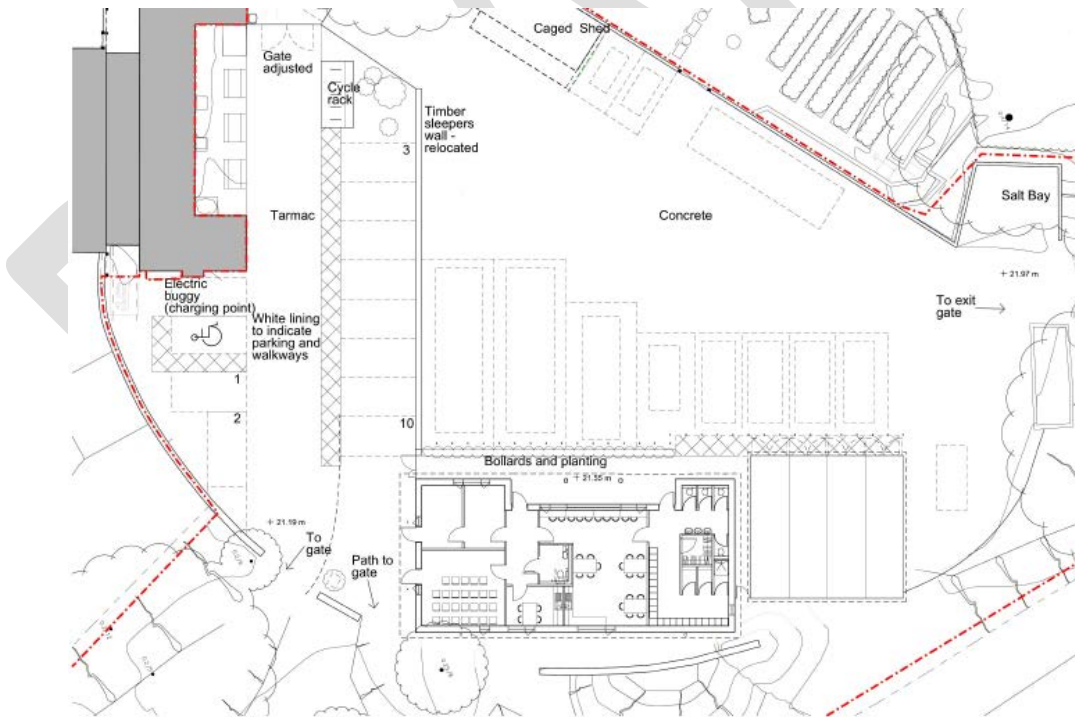 Caged Shed
Gate
adjusted
Cycle
rack
Timber
sleepers
wall -
relocated
3
Salt Bay
Tarmac
Concrete
+ 21.97 m
Electric
buggy
(charging point)
To exit
gate
White lining
to indicate
parking and
walkways
1
2
10
Bollards and planting
+ 21.55 m
+ 21.19 m
To
gate
Path to
gate